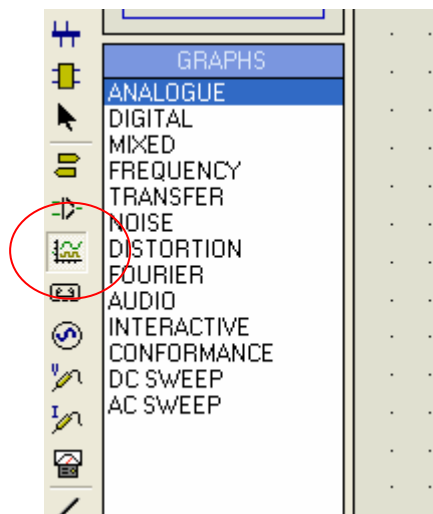 GRAPHS
ANALOGUE
DIGITAL
MIXED
FREQUENCY
TRANSFER
NOISE
DISTORTION
FOURIER
AUDIO
INTERACTIVE
CONFORMANCE
DC SWEEP
AC SWEEP